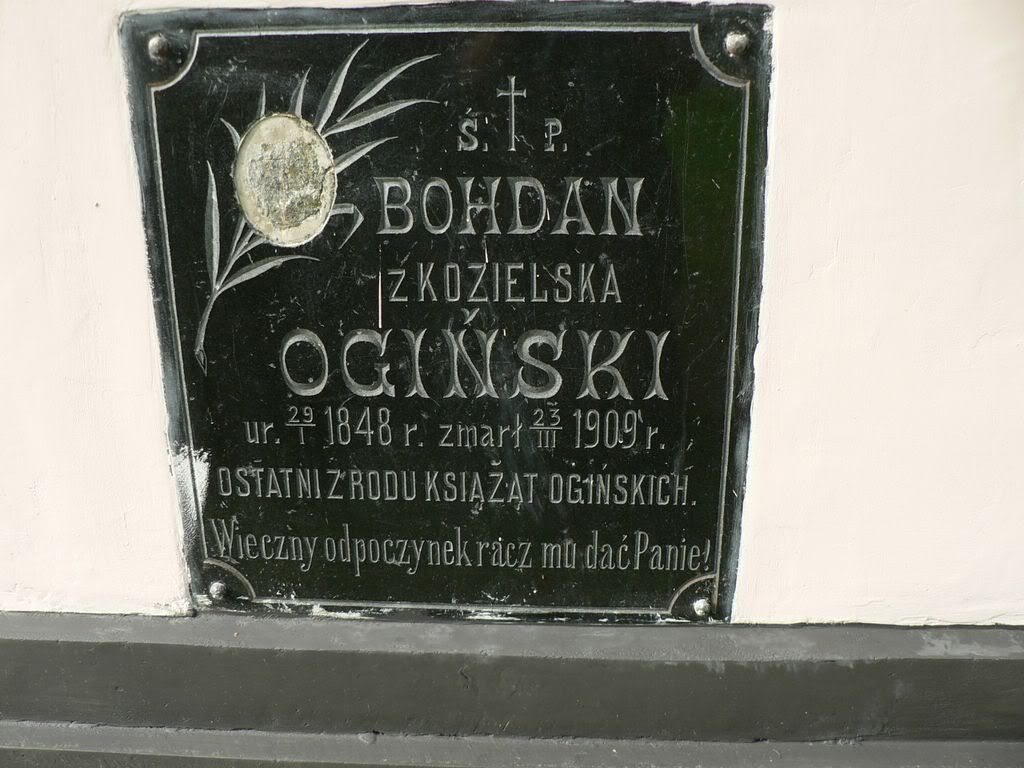 Ś. † P.
BOHDAN
Z KOZIELSKA
OGIŃSKI
ur. 29/I 1848 r. zmarł 23/III 1909 r.
OSTATNI Z RODU KSIĄŻĄT OGIŃSKICH.
Wieczny odpoczynek racz mu dać Panie!